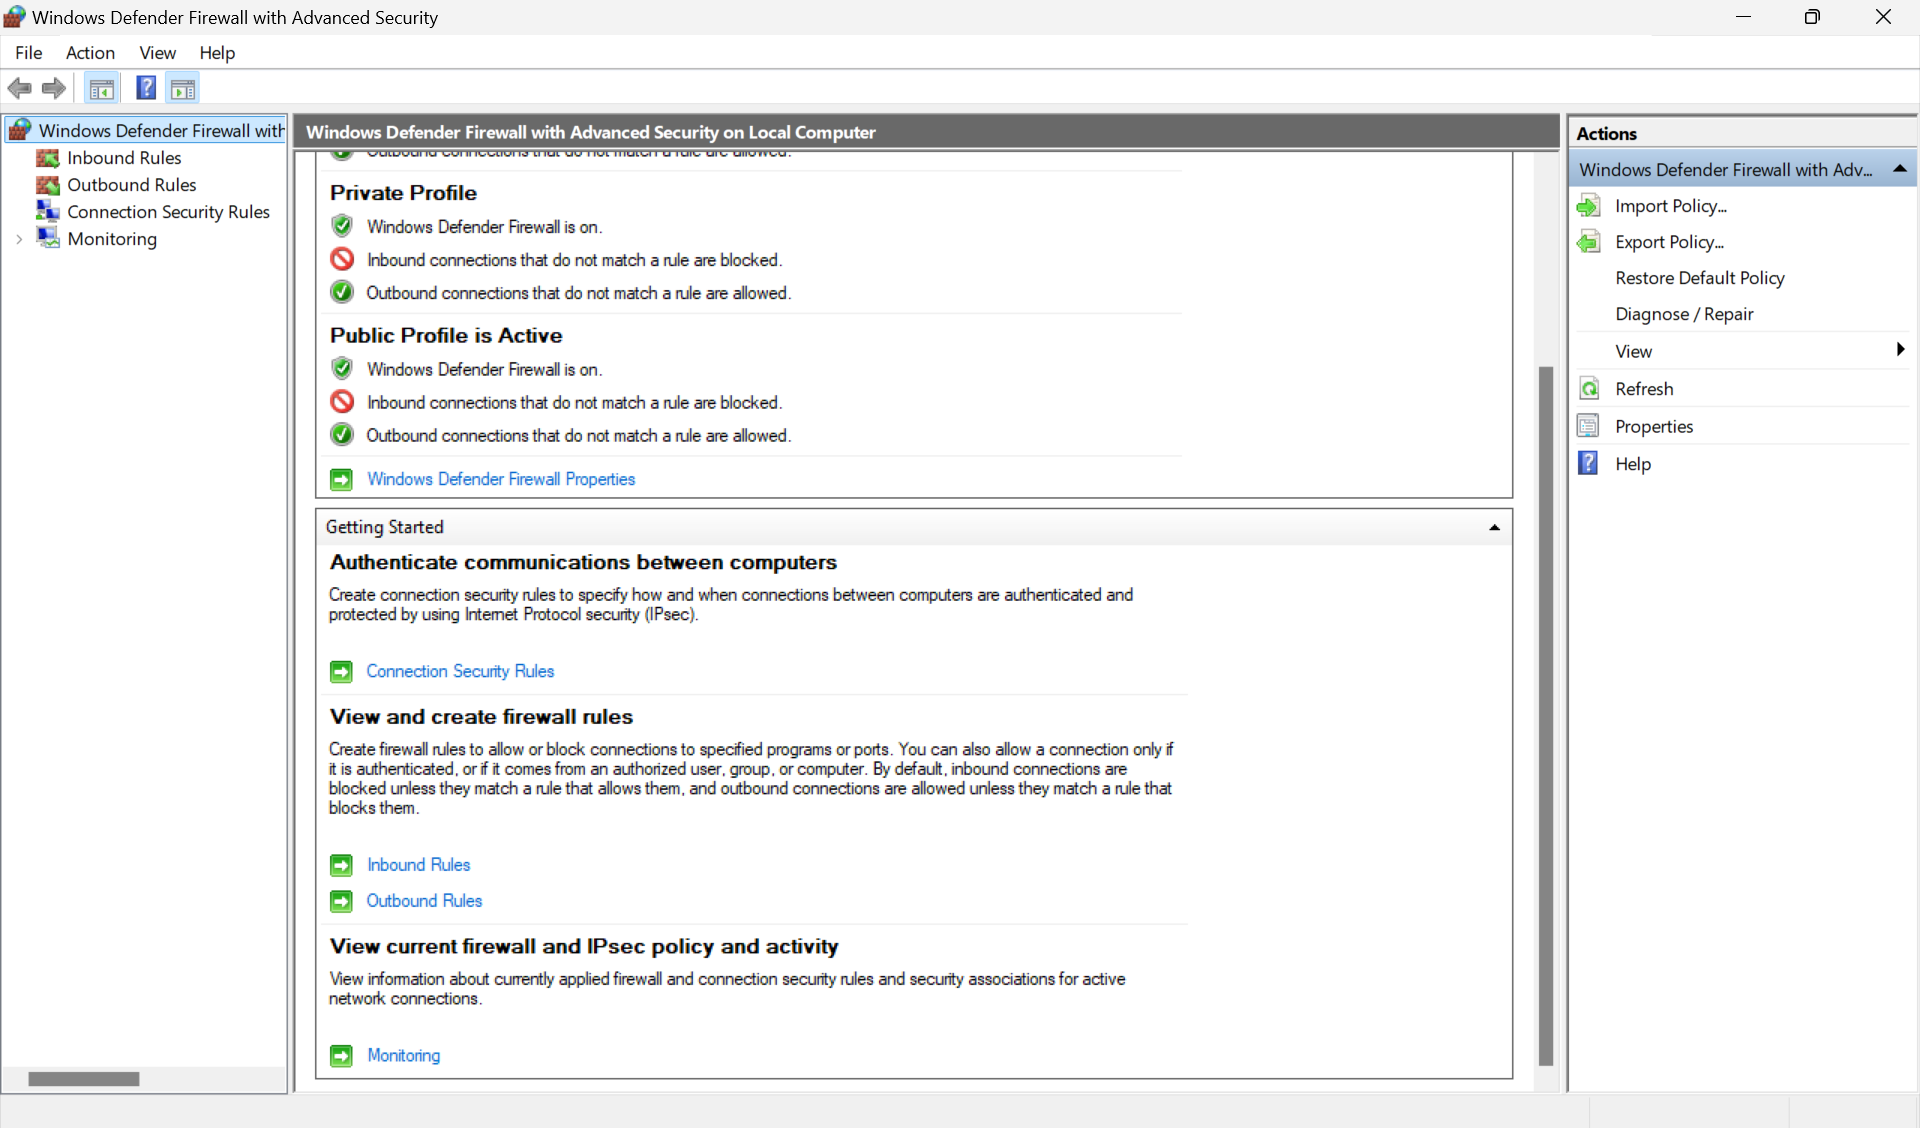 Windows Defender Firewall with Advanced Security
File Action View Help
Windows Defender Firewall with
Inbound Rules
Outbound Rules
Connection Security Rules
Monitoring
Windows Defender Firewall with Advanced Security on Local Computer
Outbound connections that do not match a rule are allowed.
Private Profile
Windows Defender Firewall is on.
Inbound connections that do not match a rule are blocked.
Outbound connections that do not match a rule are allowed.
Public Profile is Active
Windows Defender Firewall is on.
Inbound connections that do not match a rule are blocked.
Outbound connections that do not match a rule are allowed.
Windows Defender Firewall Properties
Getting Started
Authenticate communications between computers
Create connection security rules to specify how and when connections between computers are authenticated and
protected by using Internet Protocol security (IPsec).
Connection Security Rules
View and create firewall rules
Create firewall rules to allow or block connections to specified programs or ports. You can also allow a connection only if
it is authenticated, or if it comes from an authorized user, group, or computer. By default, inbound connections are
blocked unless they match a rule that allows them, and outbound connections are allowed unless they match a rule that
blocks them.
Inbound Rules
Outbound Rules
View current firewall and IPsec policy and activity
View information about currently applied firewall and connection security rules and security associations for active
network connections.
Monitoring
Actions
Windows Defender Firewall with Adv...
Import Policy...
Export Policy...
Restore Default Policy
Diagnose / Repair
View
Refresh
Properties
Help